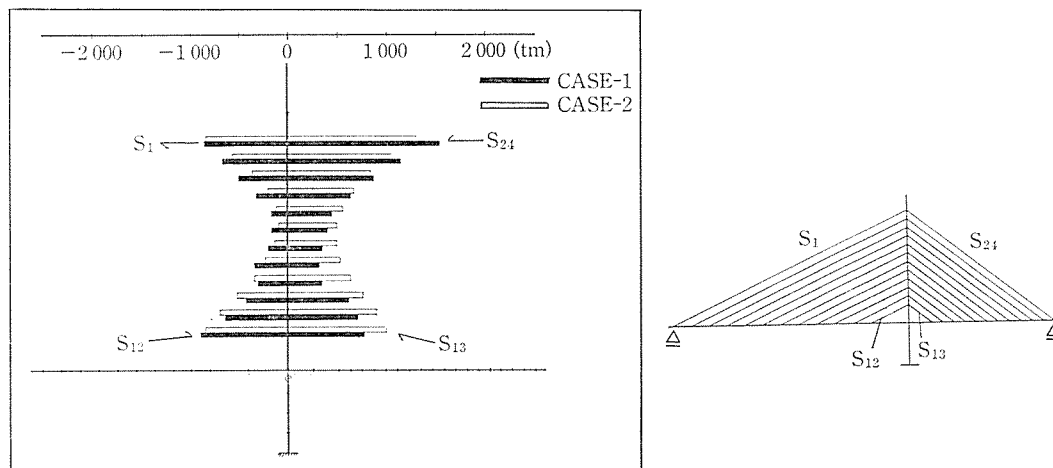 −2 000 −1 000 0 1 000 2 000 (tm)
CASE-1
CASE-2
S₁ S₂₄
S₁₂ S₁₃
S₁ S₂₄
S₁₂ S₁₃